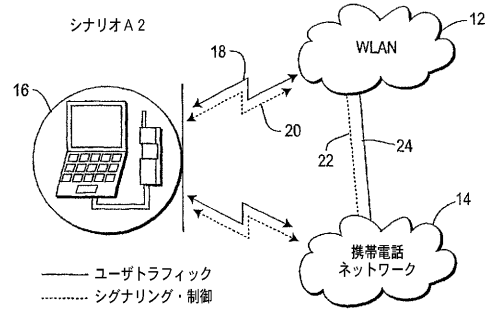 シナリオA2
18
12
WLAN
16
20
22
24
14
携帯電話
ネットワーク
ユーザトラフィック
シグナリング・制御